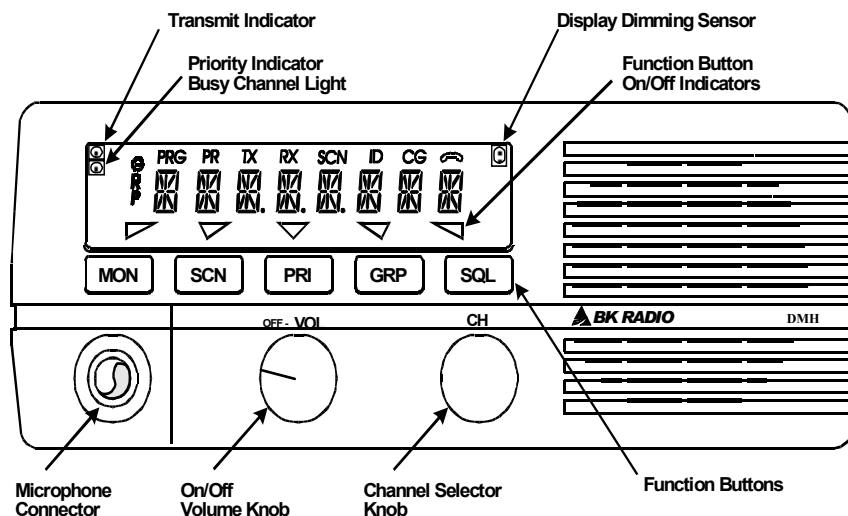 Transmit Indicator
Display Dimming Sensor
Priority Indicator
Busy Channel Light
Function Button
On/Off Indicators
PRG PR TX RX SCN ID CG
GRP
MON SCN PRI GRP SQL
OFF - VOL
CH
BK RADIO
DMH
Microphone
Connector
On/Off
Volume Knob
Channel Selector
Knob
Function Buttons